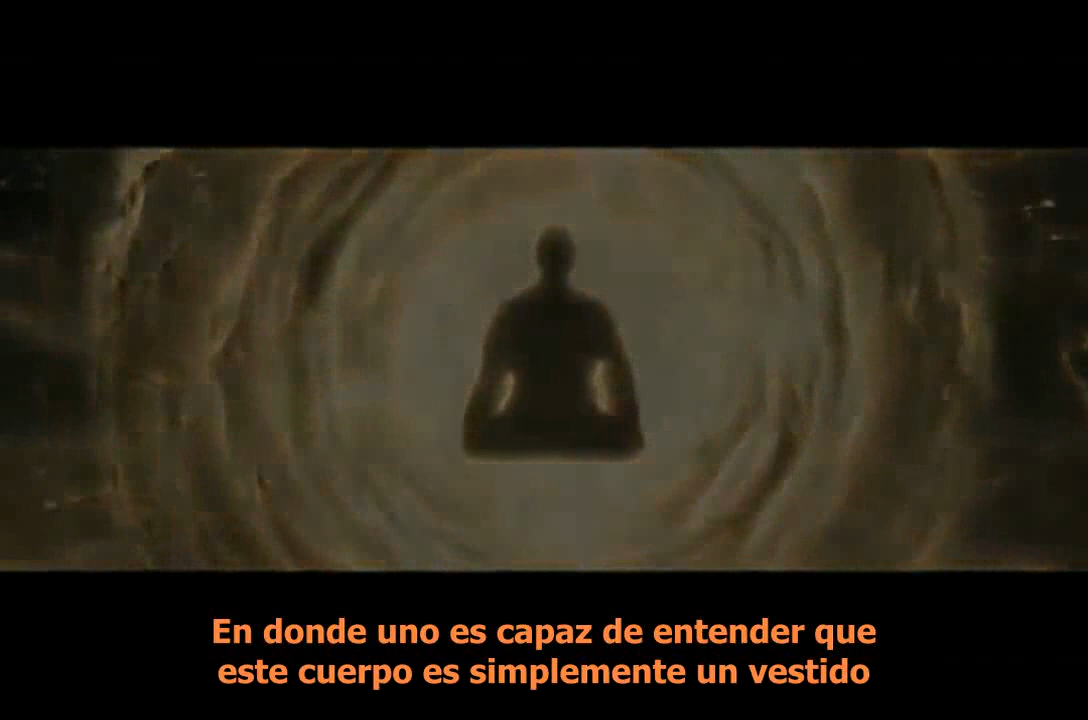 En donde uno es capaz de entender que
este cuerpo es simplemente un vestido